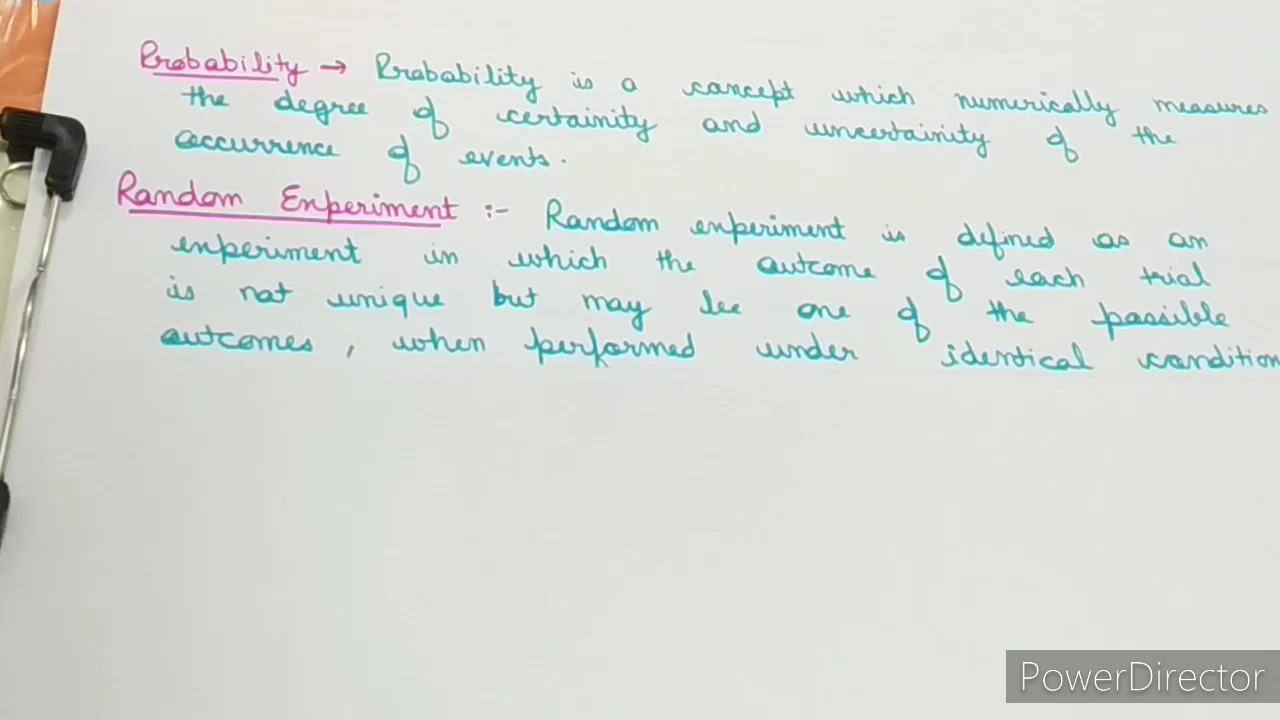 Probability → Probability is a concept which numerically measures
the degree of certainity and uncertainity of the
occurrence of events.
Random Experiment :- Random experiment is defined as an
experiment in which the outcome of each trial
is not unique but may be one of the possible
outcomes, when performed under identical condition
PowerDirector